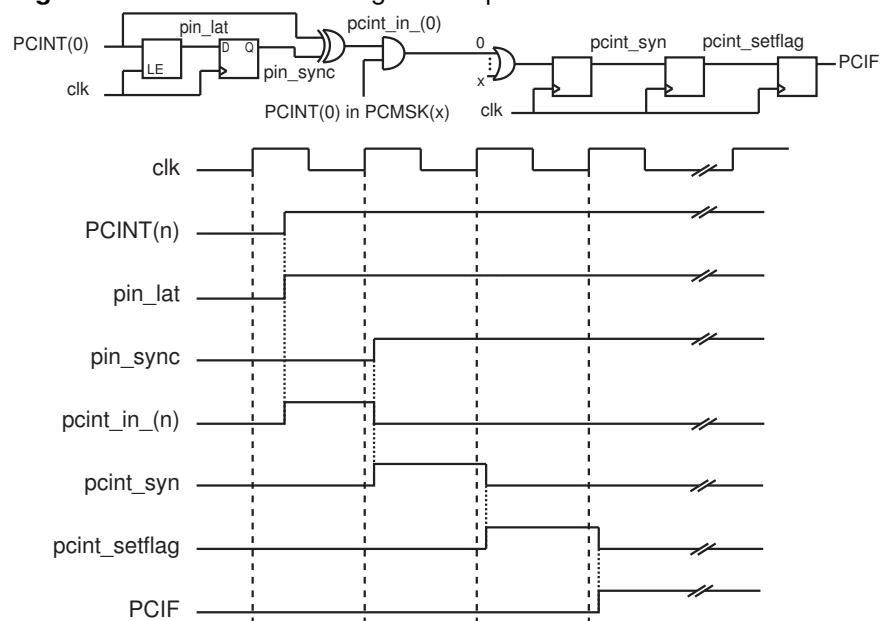 pin_lat
pcint_in_(0)
PCINT(0)
D Q
LE
pin_sync
clk
PCINT(0) in PCMSK(x)
0
x
clk
pcint_syn
pcint_setflag
PCIF
clk
PCINT(n)
pin_lat
pin_sync
pcint_in_(n)
pcint_syn
pcint_setflag
PCIF